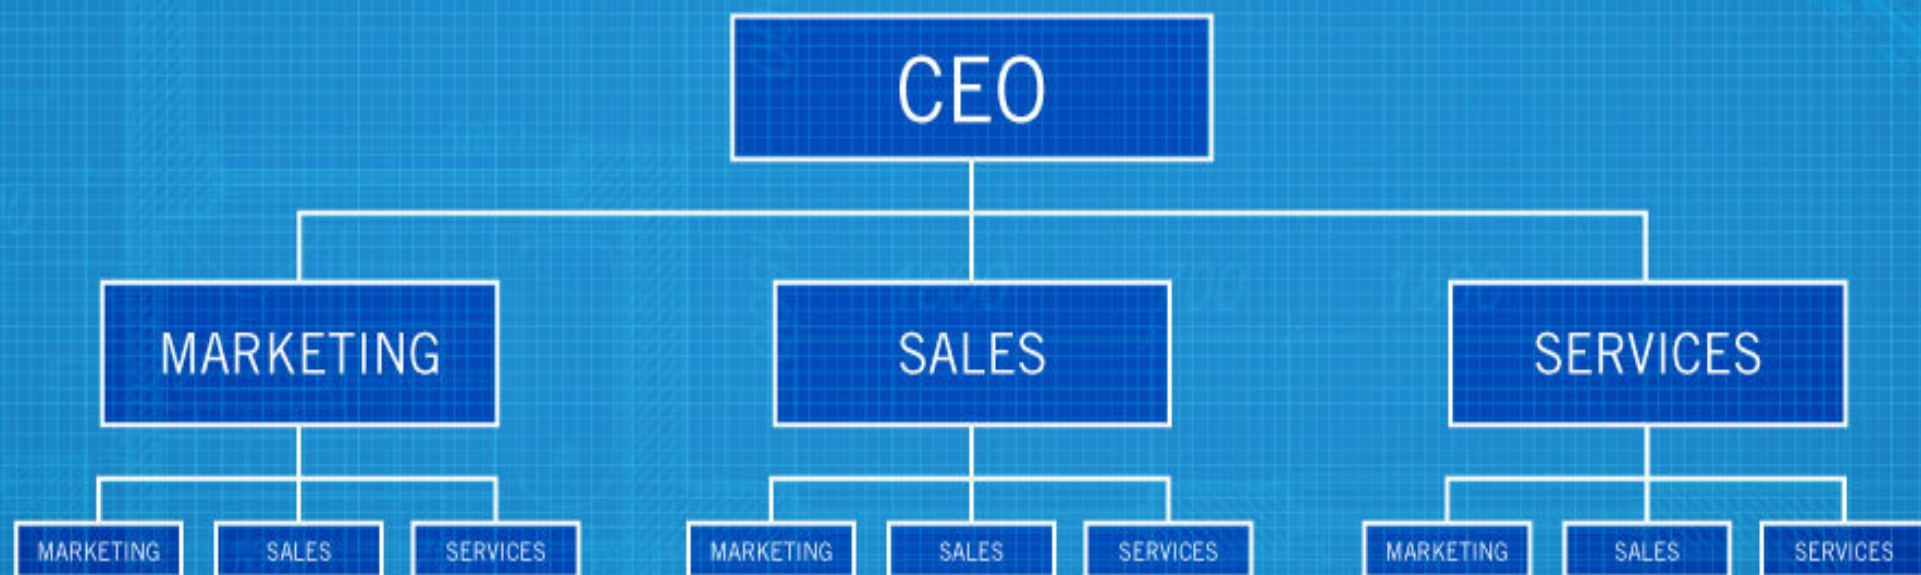 CEO
MARKETING SALES SERVICES
MARKETING SALES SERVICES MARKETING SALES SERVICES MARKETING SALES SERVICES